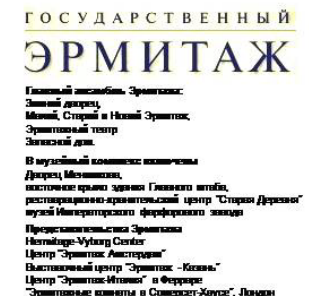 ГОСУДАРСТВЕННЫЙ
ЭРМИТАЖ
Главный ансамбль Эрмитажа:
Зимний дворец,
Малый, Старый и Новый Эрмитаж,
Эрмитажный театр
Запасной дом.
В музейный комплекс включены
Дворец Меншикова,
восточное крыло здания Главного штаба,
реставрационно-хранительский центр "Старая Деревня"
музей Императорского фарфорового завода
Представительства Эрмитажа
Hermitage-Vyborg Center
Центр "Эрмитаж Амстердам"
Выставочный центр "Эрмитаж - Казань"
Центр "Эрмитаж-Италия" в Ферраре
"Эрмитажные комнаты в Сомерсет-Хаусе", Лондон